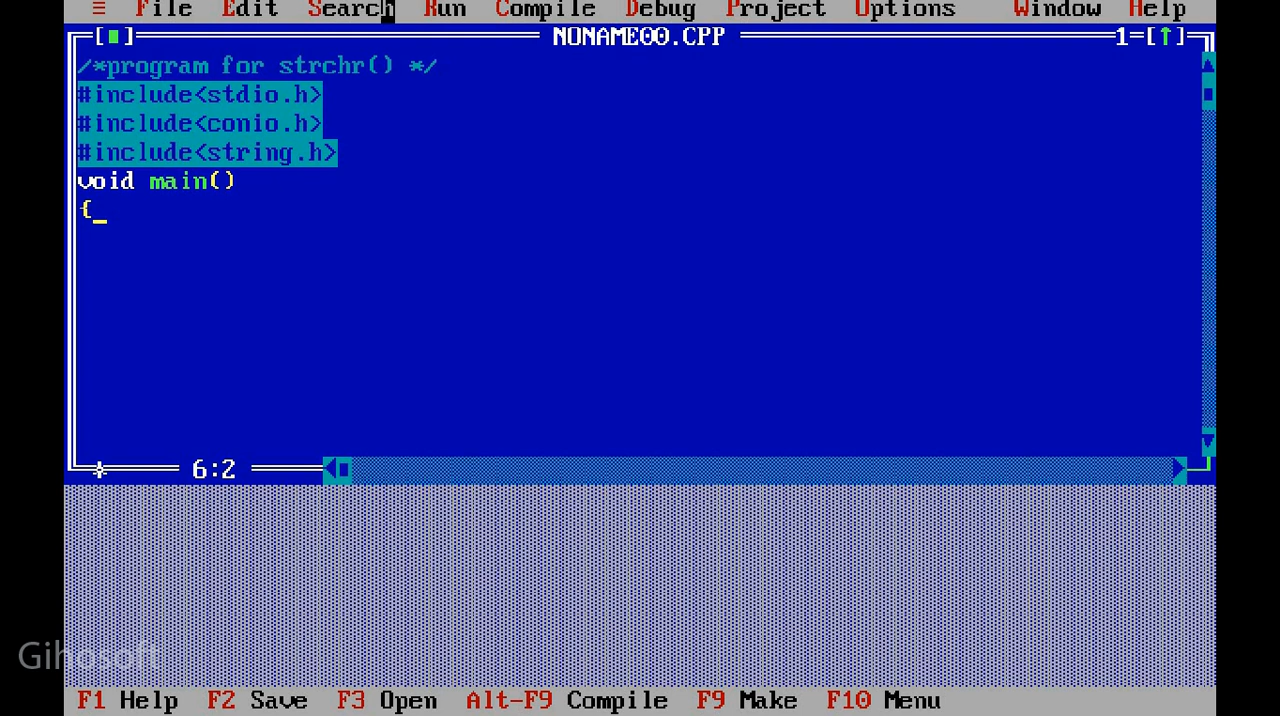 ≡ File Edit Search Run Compile Debug Project Options Window Help
[■] NONAME00.CPP 1=[↑]
/*program for strchr() */
#include<stdio.h>
#include<conio.h>
#include<string.h>
void main()
{_
* 6:2
Gihosoft
F1 Help F2 Save F3 Open Alt-F9 Compile F9 Make F10 Menu